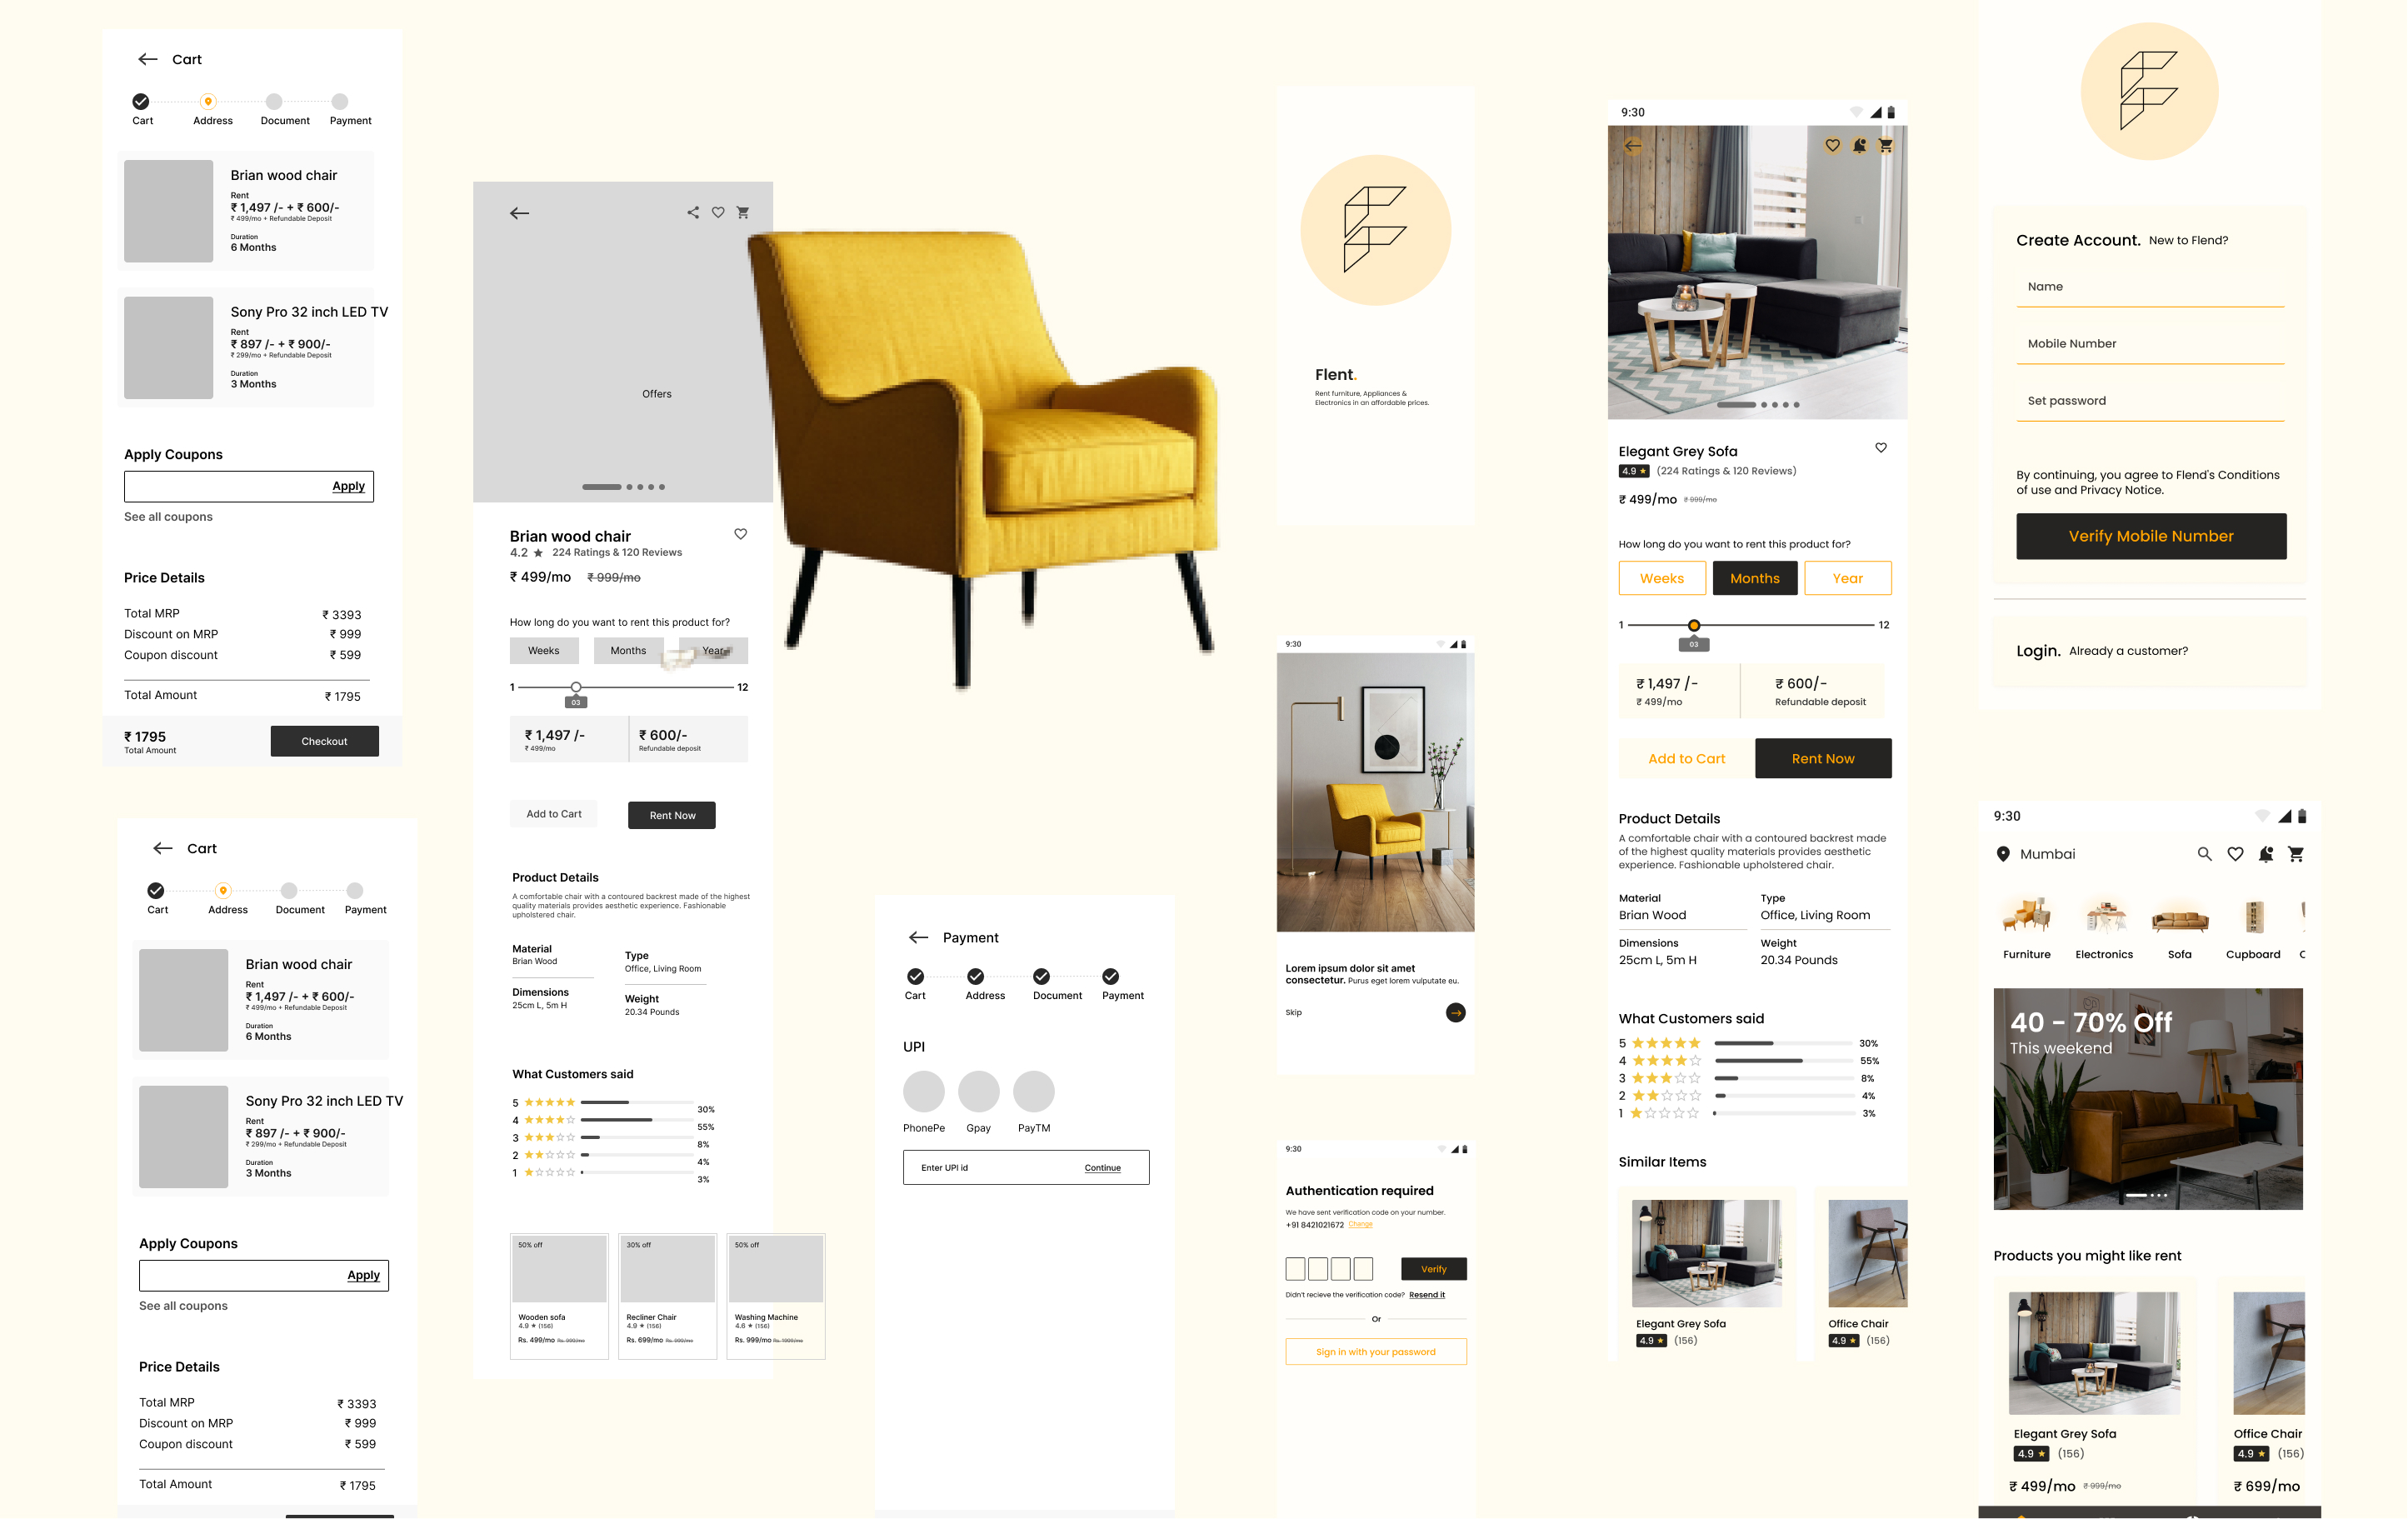 Cart
Cart Address Document Payment
Brian wood chair
Rent
₹ 1,497 /- + ₹ 600/-
₹ 499/mo + Refundable Deposit
Duration
6 Months
Sony Pro 32 inch LED TV
Rent
₹ 897 /- + ₹ 900/-
₹ 299/mo + Refundable Deposit
Duration
3 Months
Apply Coupons
Apply
See all coupons
Price Details
Total MRP ₹ 3393
Discount on MRP ₹ 999
Coupon discount ₹ 599
Total Amount ₹ 1795
₹ 1795
Total Amount
Checkout
Cart
Cart Address Document Payment
Brian wood chair
Rent
₹ 1,497 /- + ₹ 600/-
₹ 499/mo + Refundable Deposit
Duration
6 Months
Sony Pro 32 inch LED TV
Rent
₹ 897 /- + ₹ 900/-
₹ 299/mo + Refundable Deposit
Duration
3 Months
Apply Coupons
Apply
See all coupons
Price Details
Total MRP ₹ 3393
Discount on MRP ₹ 999
Coupon discount ₹ 599
Total Amount ₹ 1795
Offers
Brian wood chair
4.2 ★ 224 Ratings & 120 Reviews
₹ 499/mo ₹ 999/mo
How long do you want to rent this product for?
Weeks Months Year
1 12
03
₹ 1,497 /- ₹ 600/-
₹ 499/mo Refundable deposit
Add to Cart Rent Now
Product Details
A comfortable chair with a contoured backrest made of the highest
quality materials provides aesthetic experience. Fashionable
upholstered chair.
Material
Brian Wood
Type
Office, Living Room
Dimensions
25cm L, 5m H
Weight
20.34 Pounds
What Customers said
5 30%
4 55%
3 8%
2 4%
1 3%
50% off 30% off 50% off
Wooden sofa Recliner Chair Washing Machine
4.9 ★ (156) 4.9 ★ (156) 4.6 ★ (156)
Rs. 499/mo Rs. 999/mo Rs. 699/mo Rs. 999/mo Rs. 999/mo Rs. 1999/mo
Payment
Cart Address Document Payment
UPI
PhonePe Gpay PayTM
Enter UPI id Continue
Flent.
Rent furniture, Appliances &
Electronics in an affordable prices.
9:30
Lorem ipsum dolor sit amet
consectetur. Purus eget lorem vulputate eu.
Skip
9:30
Authentication required
We have sent verification code on your number.
+91 8421021672 Change
Verify
Didn't recieve the verification code? Resend it
Or
Sign in with your password
9:30
Elegant Grey Sofa
4.9 ★ (224 Ratings & 120 Reviews)
₹ 499/mo ₹ 999/mo
How long do you want to rent this product for?
Weeks Months Year
1 12
03
₹ 1,497 /- ₹ 600/-
₹ 499/mo Refundable deposit
Add to Cart Rent Now
Product Details
A comfortable chair with a contoured backrest made
of the highest quality materials provides aesthetic
experience. Fashionable upholstered chair.
Material Type
Brian Wood Office, Living Room
Dimensions Weight
25cm L, 5m H 20.34 Pounds
What Customers said
5 30%
4 55%
3 8%
2 4%
1 3%
Similar Items
Elegant Grey Sofa Office Chair
4.9 ★ (156) 4.9 ★ (156)
Create Account. New to Flend?
Name
Mobile Number
Set password
By continuing, you agree to Flend's Conditions
of use and Privacy Notice.
Verify Mobile Number
Login. Already a customer?
9:30
Mumbai
Furniture Electronics Sofa Cupboard C
40 - 70% Off
This weekend
Products you might like rent
Elegant Grey Sofa Office Chair
4.9 ★ (156) 4.9 ★ (156)
₹ 499/mo ₹ 999/mo ₹ 699/mo